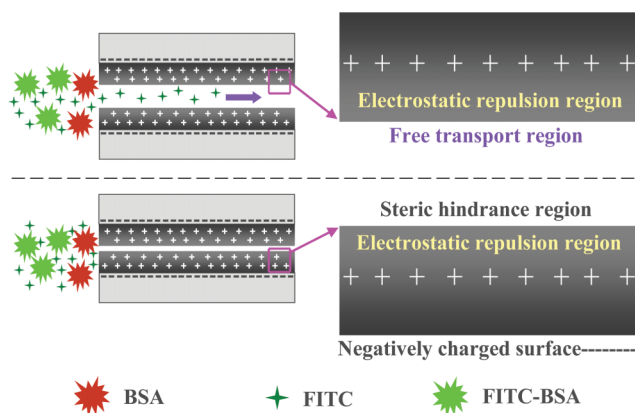 Electrostatic repulsion region
Free transport region
Steric hindrance region
Electrostatic repulsion region
Negatively charged surface--------
BSA
FITC
FITC-BSA